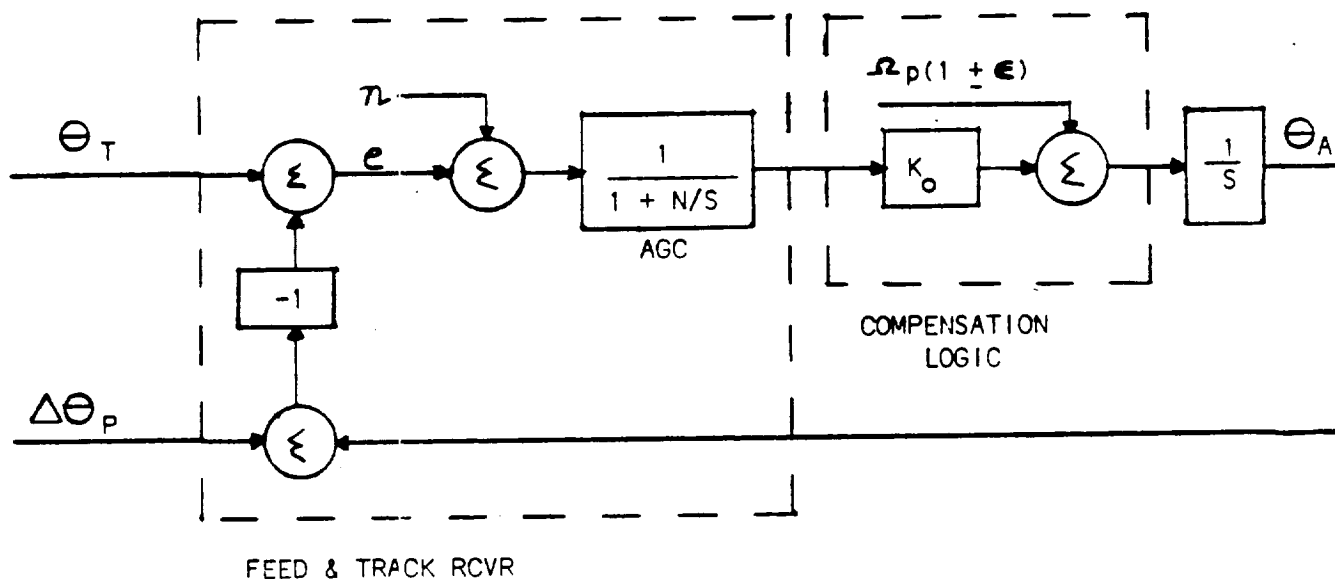 Ω p(1 ± ϵ)
n
Θ T
Σ
e
Σ
1
1 + N/S
AGC
K o
Σ
1
S
Θ A
-1
COMPENSATION
LOGIC
ΔΘ P
Σ
FEED & TRACK RCVR